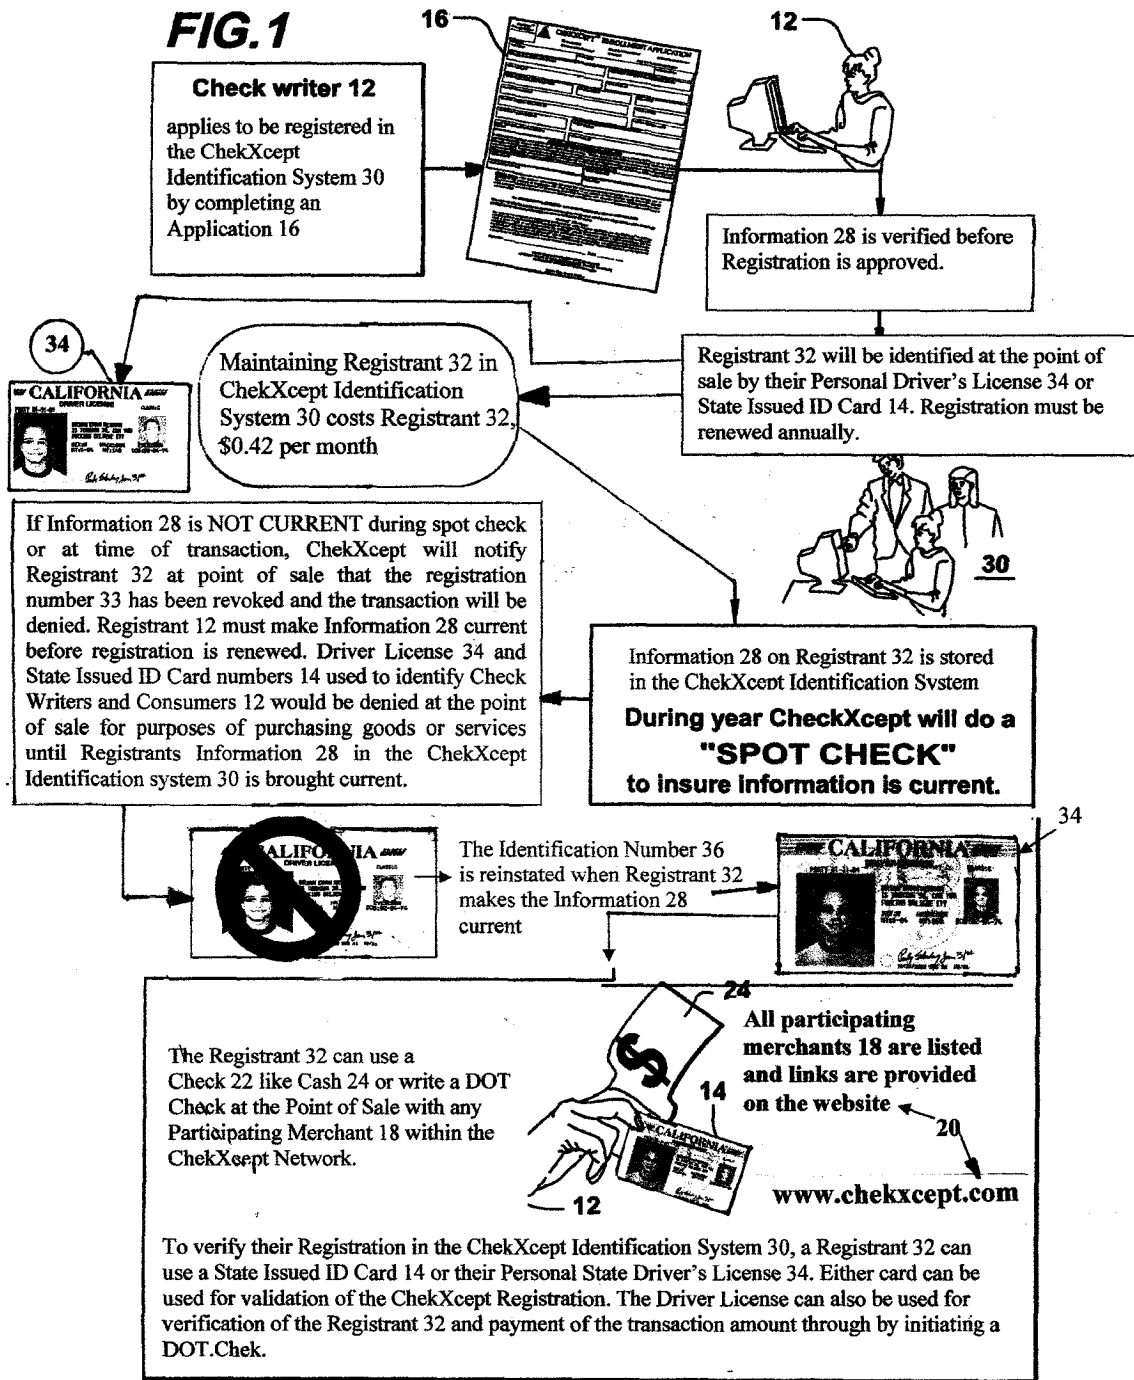 FIG.1
16
12
CHEKXCEPT ENROLLMENT APPLICATION
Check writer 12
applies to be registered in
the ChekXcept
Identification System 30
by completing an
Application 16
Information 28 is verified before
Registration is approved.
34
CALIFORNIA
DRIVER LICENSE
Maintaining Registrant 32 in
ChekXcept Identification
System 30 costs Registrant 32,
$0.42 per month
Registrant 32 will be identified at the point of
sale by their Personal Driver's License 34 or
State Issued ID Card 14. Registration must be
renewed annually.
30
If Information 28 is NOT CURRENT during spot check
or at time of transaction, ChekXcept will notify
Registrant 32 at point of sale that the registration
number 33 has been revoked and the transaction will be
denied. Registrant 12 must make Information 28 current
before registration is renewed. Driver License 34 and
State Issued ID Card numbers 14 used to identify Check
Writers and Consumers 12 would be denied at the point
of sale for purposes of purchasing goods or services
until Registrants Information 28 in the ChekXcept
Identification system 30 is brought current.
Information 28 on Registrant 32 is stored
in the ChekXcept Identification System
During year CheckXcept will do a
"SPOT CHECK"
to insure information is current.
34
ALIFO NIA
The Identification Number 36
is reinstated when Registrant 32
makes the Information 28
current
CALIFORNIA
24
$
14
CALIFORNIA
12
The Registrant 32 can use a
Check 22 like Cash 24 or write a DOT
Check at the Point of Sale with any
Participating Merchant 18 within the
ChekXcept Network.
All participating
merchants 18 are listed
and links are provided
on the website
20
www.chekxcept.com
To verify their Registration in the ChekXcept Identification System 30, a Registrant 32 can
use a State Issued ID Card 14 or their Personal State Driver's License 34. Either card can be
used for validation of the ChekXcept Registration. The Driver License can also be used for
verification of the Registrant 32 and payment of the transaction amount through by initiating a
DOT.Chek.